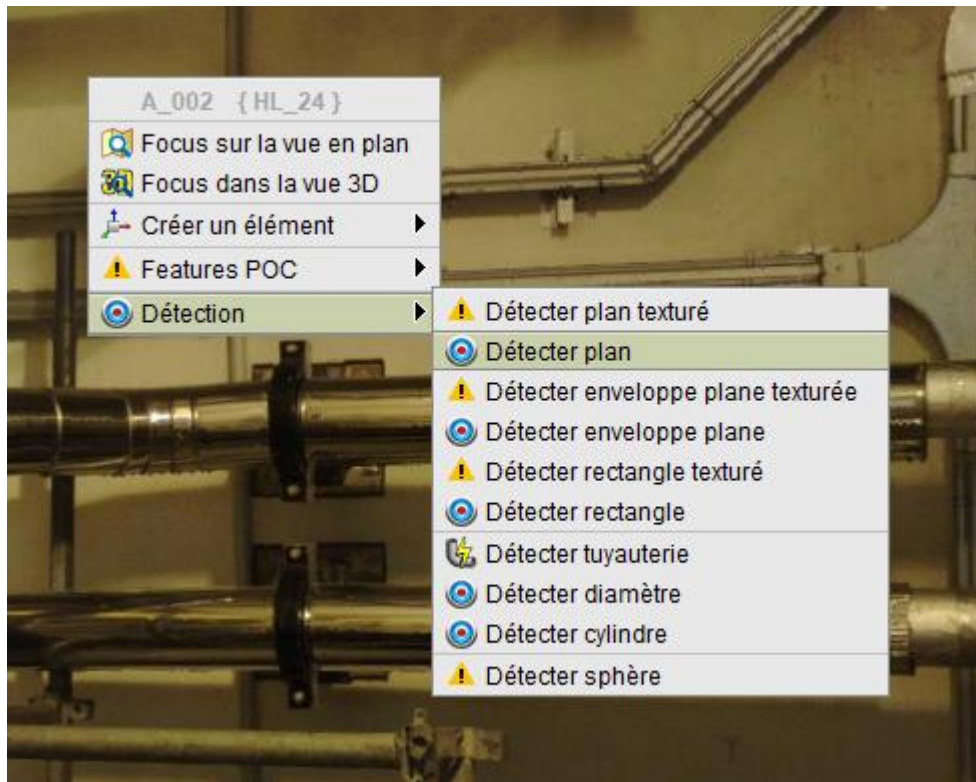 A_002 {HL_24}
Focus sur la vue en plan
Focus dans la vue 3D
Créer un élément
Features POC
Détection
Détecter plan texturé
Détecter plan
Détecter enveloppe plane texturée
Détecter enveloppe plane
Détecter rectangle texturé
Détecter rectangle
Détecter tuyauterie
Détecter diamètre
Détecter cylindre
Détecter sphère